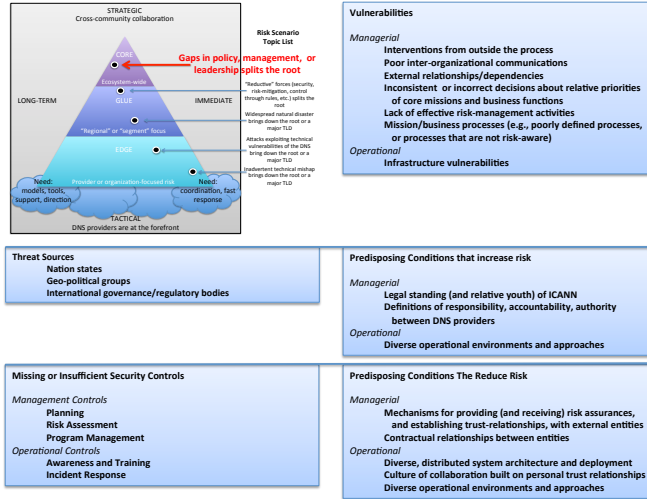 STRATEGIC
Cross-community collaboration
Risk Scenario
Topic List
CORE
Gaps in policy, management, or
leadership splits the root
Ecosystem-wide
"Reductive" forces (security,
risk-mitigation, control
through rules, etc.) splits the
root
LONG-TERM
GLUE
IMMEDIATE
Widespread natural disaster
brings down the root or a major
TLD
"Regional" or "segment" focus
Attacks exploiting technical
vulnerabilities of the DNS
bring down the root or a
major TLD
EDGE
Inadvertent technical mishap
brings down the root or a
major TLD
Need:
models, tools,
support, direction
Provider or organization-focused risk
Need:
coordination, fast
response
TACTICAL
DNS providers are at the forefront
Vulnerabilities
Managerial
Interventions from outside the process
Poor inter-organizational communications
External relationships/dependencies
Inconsistent or incorrect decisions about relative priorities
of core missions and business functions
Lack of effective risk-management activities
Mission/business processes (e.g., poorly defined processes,
or processes that are not risk-aware)
Operational
Infrastructure vulnerabilities
Threat Sources
Nation states
Geo-political groups
International governance/regulatory bodies
Predisposing Conditions that increase risk
Managerial
Legal standing (and relative youth) of ICANN
Definitions of responsibility, accountability, authority
between DNS providers
Operational
Diverse operational environments and approaches
Missing or Insufficient Security Controls
Management Controls
Planning
Risk Assessment
Program Management
Operational Controls
Awareness and Training
Incident Response
Predisposing Conditions The Reduce Risk
Managerial
Mechanisms for providing (and receiving) risk assurances,
and establishing trust-relationships, with external entities
Contractual relationships between entities
Operational
Diverse, distributed system architecture and deployment
Culture of collaboration built on personal trust relationships
Diverse operational environments and approaches